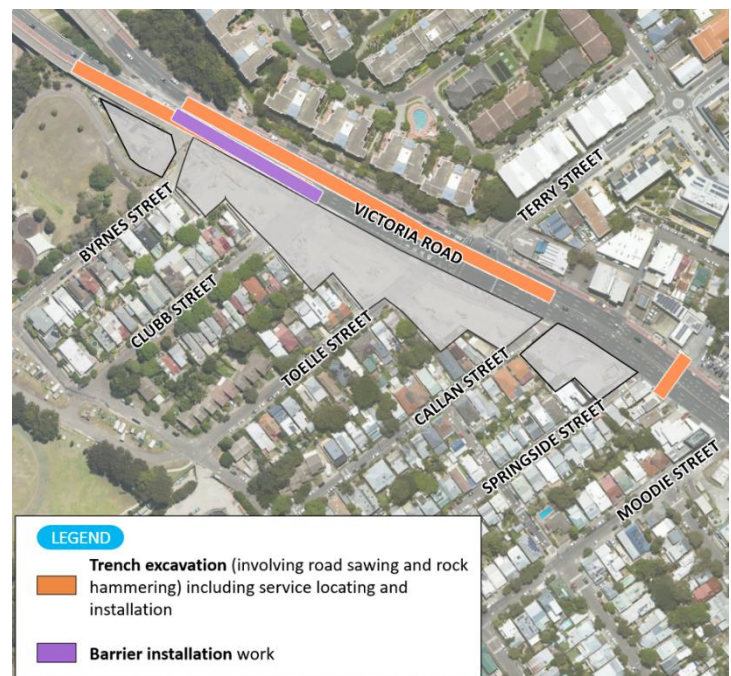 TERRY STREET
VICTORIA ROAD
BYRNES STREET
CLUBB STREET
TOELLE STREET
CALLAN STREET
SPRINGSIDE STREET
MOODIE STREET
LEGEND
Trench excavation (involving road sawing and rock
hammering) including service locating and
installation
Barrier installation work